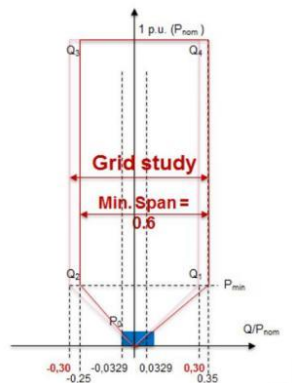 1 p.u. (Pnom)
Q3 Q4
Grid study
Min. Span =
0.6
Q2 Q1 Pmin
P0
Q/Pnom
-0,30 -0,0329 0,0329 0,30
-0.25 0.35